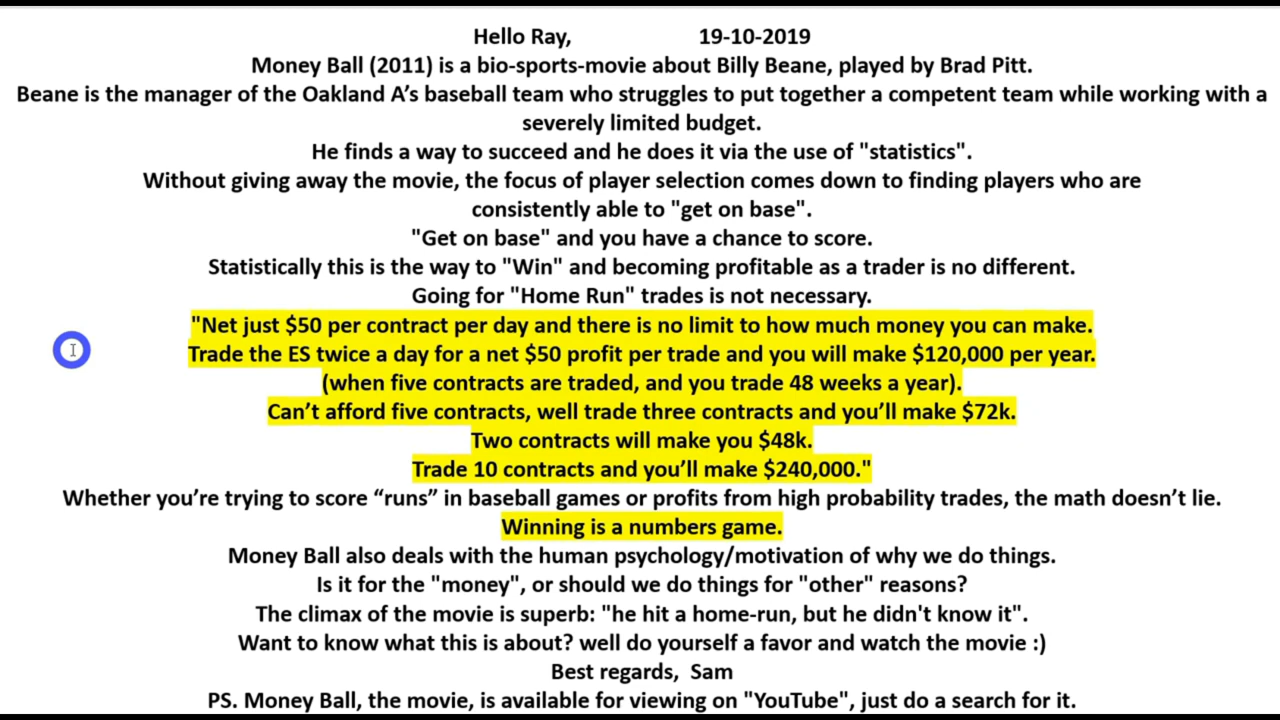 Hello Ray, 19-10-2019
Money Ball (2011) is a bio-sports-movie about Billy Beane, played by Brad Pitt.
Beane is the manager of the Oakland A’s baseball team who struggles to put together a competent team while working with a
severely limited budget.
He finds a way to succeed and he does it via the use of "statistics".
Without giving away the movie, the focus of player selection comes down to finding players who are
consistently able to "get on base".
"Get on base" and you have a chance to score.
Statistically this is the way to "Win" and becoming profitable as a trader is no different.
Going for "Home Run" trades is not necessary.
"Net just $50 per contract per day and there is no limit to how much money you can make.
Trade the ES twice a day for a net $50 profit per trade and you will make $120,000 per year.
(when five contracts are traded, and you trade 48 weeks a year).
Can’t afford five contracts, well trade three contracts and you’ll make $72k.
Two contracts will make you $48k.
Trade 10 contracts and you’ll make $240,000."
Whether you’re trying to score “runs” in baseball games or profits from high probability trades, the math doesn’t lie.
Winning is a numbers game.
Money Ball also deals with the human psychology/motivation of why we do things.
Is it for the "money", or should we do things for "other" reasons?
The climax of the movie is superb: "he hit a home-run, but he didn't know it".
Want to know what this is about? well do yourself a favor and watch the movie :)
Best regards, Sam
PS. Money Ball, the movie, is available for viewing on "YouTube", just do a search for it.